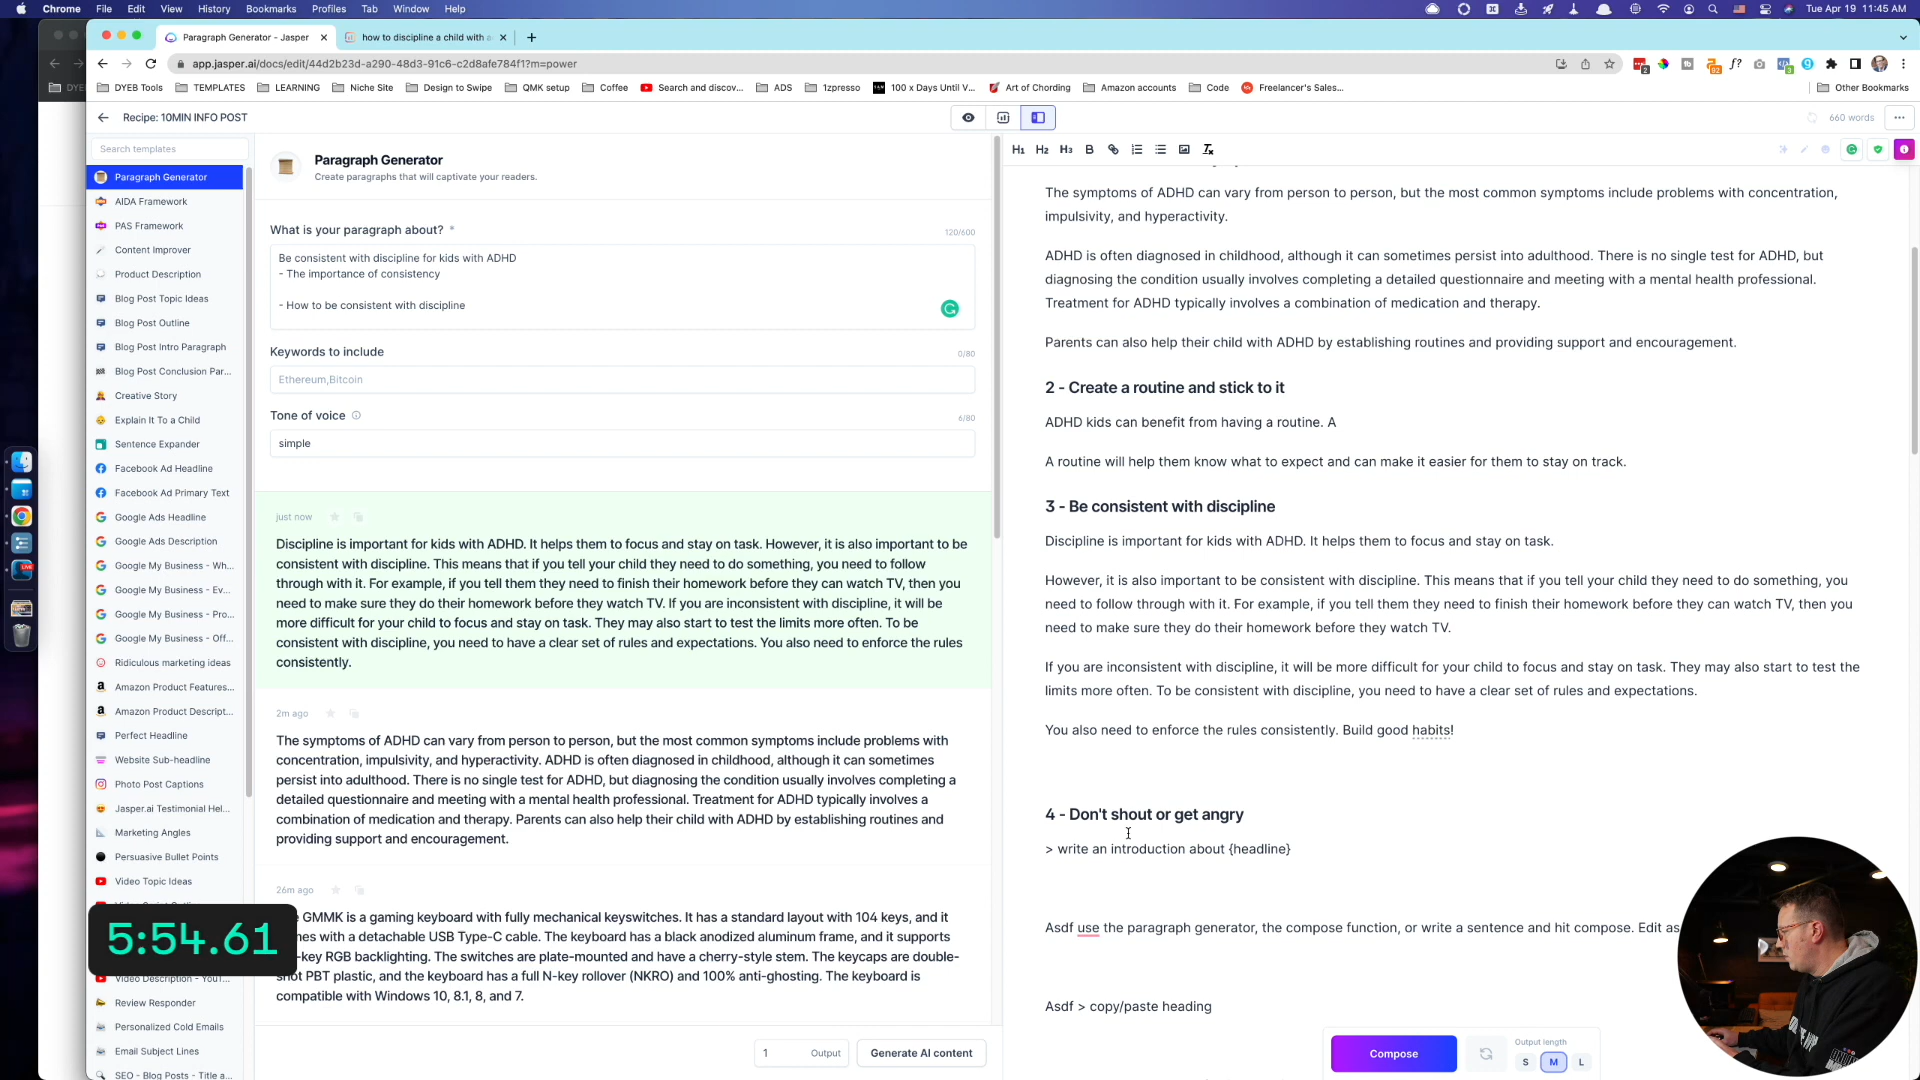 Chrome File Edit View History Bookmarks Profiles Tab Window Help
Tue Apr 19 11:45 AM
Paragraph Generator - Jasper
how to discipline a child with a
app.jasper.ai/docs/edit/44d2b23d-a290-48d3-91c6-c2d8afe784f1?m=power
DYEB Tools TEMPLATES LEARNING Niche Site Design to Swipe QMK setup Coffee Search and discov... ADS 1zpresso 100 x Days Until V... Art of Chording Amazon accounts Code Freelancer's Sales... Other Bookmarks
Recipe: 10MIN INFO POST
660 words
Search templates
Paragraph Generator
AIDA Framework
PAS Framework
Content Improver
Product Description
Blog Post Topic Ideas
Blog Post Outline
Blog Post Intro Paragraph
Blog Post Conclusion Par...
Creative Story
Explain It To a Child
Sentence Expander
Facebook Ad Headline
Facebook Ad Primary Text
Google Ads Headline
Google Ads Description
Google My Business - Wh...
Google My Business - Ev...
Google My Business - Pro...
Google My Business - Off...
Ridiculous marketing ideas
Amazon Product Features...
Amazon Product Descript...
Perfect Headline
Website Sub-headline
Photo Post Captions
Jasper.ai Testimonial Hel...
Marketing Angles
Persuasive Bullet Points
Video Topic Ideas
5:54.61
Video Description - YouT...
Review Responder
Personalized Cold Emails
Email Subject Lines
SEO - Blog Posts - Title a...
Paragraph Generator
Create paragraphs that will captivate your readers.
What is your paragraph about? *
120/600
Be consistent with discipline for kids with ADHD
- The importance of consistency
- How to be consistent with discipline
Keywords to include
0/80
Ethereum,Bitcoin
Tone of voice
6/80
simple
just now
Discipline is important for kids with ADHD. It helps them to focus and stay on task. However, it is also important to be
consistent with discipline. This means that if you tell your child they need to do something, you need to follow
through with it. For example, if you tell them they need to finish their homework before they can watch TV, then you
need to make sure they do their homework before they watch TV. If you are inconsistent with discipline, it will be
more difficult for your child to focus and stay on task. They may also start to test the limits more often. To be
consistent with discipline, you need to have a clear set of rules and expectations. You also need to enforce the rules
consistently.
2m ago
The symptoms of ADHD can vary from person to person, but the most common symptoms include problems with
concentration, impulsivity, and hyperactivity. ADHD is often diagnosed in childhood, although it can sometimes
persist into adulthood. There is no single test for ADHD, but diagnosing the condition usually involves completing a
detailed questionnaire and meeting with a mental health professional. Treatment for ADHD typically involves a
combination of medication and therapy. Parents can also help their child with ADHD by establishing routines and
providing support and encouragement.
26m ago
GMMK is a gaming keyboard with fully mechanical keyswitches. It has a standard layout with 104 keys, and it
mes with a detachable USB Type-C cable. The keyboard has a black anodized aluminum frame, and it supports
-key RGB backlighting. The switches are plate-mounted and have a cherry-style stem. The keycaps are double-
shot PBT plastic, and the keyboard has a full N-key rollover (NKRO) and 100% anti-ghosting. The keyboard is
compatible with Windows 10, 8.1, 8, and 7.
1 Output
Generate AI content
H1 H2 H3 B
The symptoms of ADHD can vary from person to person, but the most common symptoms include problems with concentration,
impulsivity, and hyperactivity.
ADHD is often diagnosed in childhood, although it can sometimes persist into adulthood. There is no single test for ADHD, but
diagnosing the condition usually involves completing a detailed questionnaire and meeting with a mental health professional.
Treatment for ADHD typically involves a combination of medication and therapy.
Parents can also help their child with ADHD by establishing routines and providing support and encouragement.
2 - Create a routine and stick to it
ADHD kids can benefit from having a routine. A
A routine will help them know what to expect and can make it easier for them to stay on track.
3 - Be consistent with discipline
Discipline is important for kids with ADHD. It helps them to focus and stay on task.
However, it is also important to be consistent with discipline. This means that if you tell your child they need to do something, you
need to follow through with it. For example, if you tell them they need to finish their homework before they can watch TV, then you
need to make sure they do their homework before they watch TV.
If you are inconsistent with discipline, it will be more difficult for your child to focus and stay on task. They may also start to test the
limits more often. To be consistent with discipline, you need to have a clear set of rules and expectations.
You also need to enforce the rules consistently. Build good habits!
4 - Don't shout or get angry
> write an introduction about {headline}
Asdf use the paragraph generator, the compose function, or write a sentence and hit compose. Edit as
Asdf > copy/paste heading
Compose
Output length
S M L